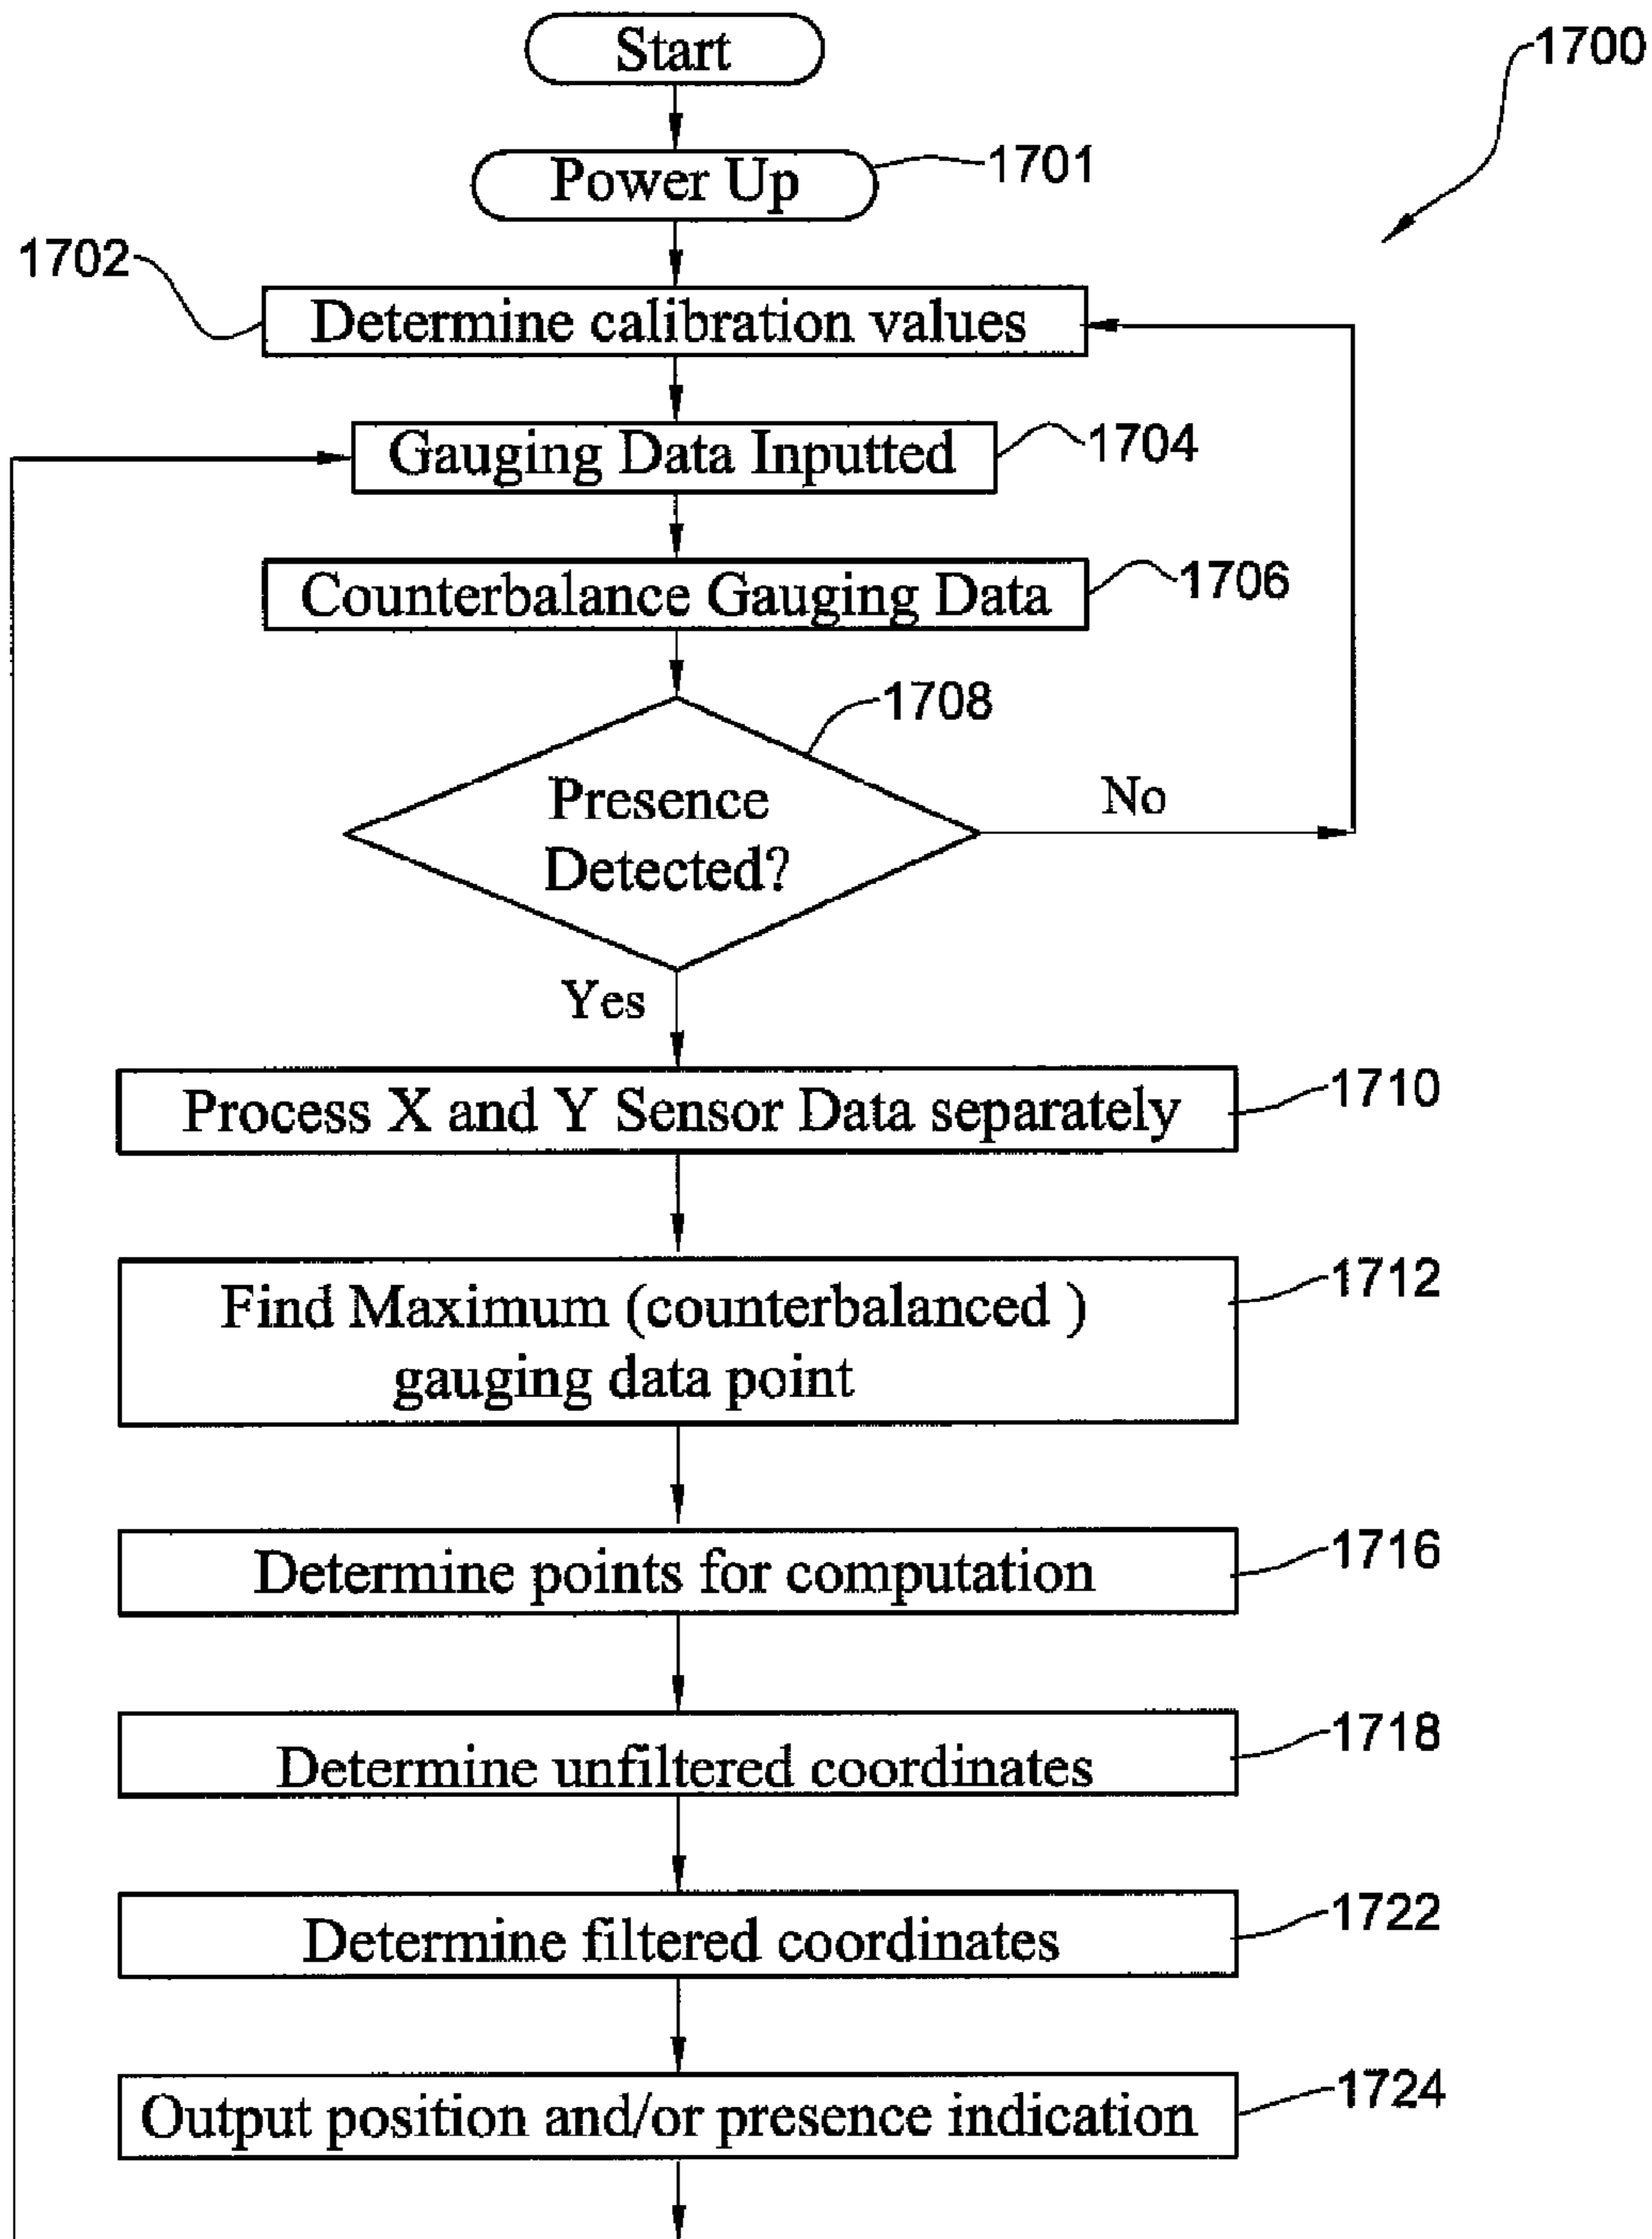 Start
1700
Power Up
1701
1702
Determine calibration values
Gauging Data Inputted
1704
Counterbalance Gauging Data
1706
1708
Presence
Detected?
No
Yes
Process X and Y Sensor Data separately
1710
Find Maximum (counterbalanced )
gauging data point
1712
Determine points for computation
1716
Determine unfiltered coordinates
1718
Determine filtered coordinates
1722
Output position and/or presence indication
1724